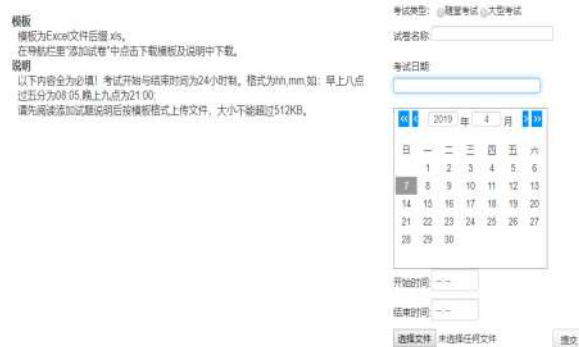 模板
模板为Excel文件后缀.xls。
在导航栏里"添加试卷"中点击下载模板及说明中下载。
说明
以下内容全为必填！考试开始与结束时间为24小时制。格式为hh,mm,如：早上八点
过五分为08:05,晚上九点为21:00;
请先阅读添加试题说明后按模板格式上传文件，大小不能超过512KB。
考试类型: 随堂考试 大型考试
试卷名称:
考试日期:
« ‹ 2019 年 4 月 › »
日 一 二 三 四 五 六
1 2 3 4 5 6
7 8 9 10 11 12 13
14 15 16 17 18 19 20
21 22 23 24 25 26 27
28 29 30
开始时间: --:--
结束时间: --:--
选择文件 未选择任何文件 提交